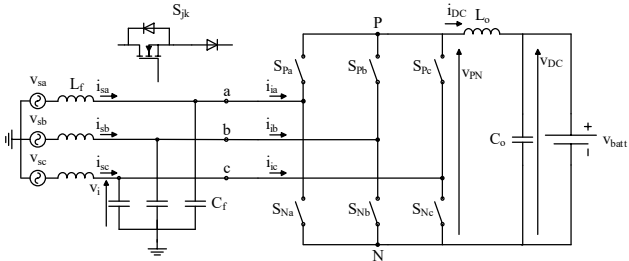 S_jk
P
i_DC
L_o
S_Pa
S_Pb
S_Pc
v_PN
v_DC
v_sa
L_f
i_sa
a
i_ia
v_sb
i_sb
b
i_ib
C_o
+
v_batt
v_sc
i_sc
c
i_ic
v_i
C_f
S_Na
S_Nb
S_Nc
N